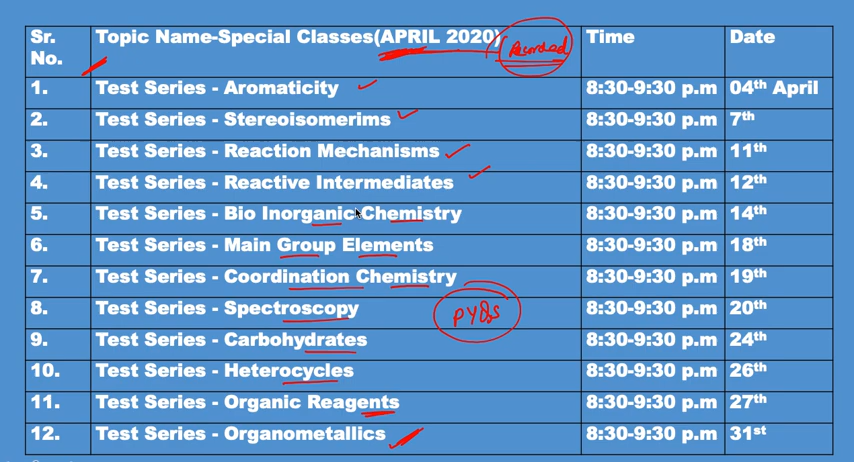 Sr. No. Topic Name-Special Classes(APRIL 2020) Recorded Time Date
1. Test Series - Aromaticity 8:30-9:30 p.m 04th April
2. Test Series - Stereoisomerims 8:30-9:30 p.m 7th
3. Test Series - Reaction Mechanisms 8:30-9:30 p.m 11th
4. Test Series - Reactive Intermediates 8:30-9:30 p.m 12th
5. Test Series - Bio Inorganic Chemistry 8:30-9:30 p.m 14th
6. Test Series - Main Group Elements 8:30-9:30 p.m 18th
7. Test Series - Coordination Chemistry 8:30-9:30 p.m 19th
8. Test Series - Spectroscopy PYQs 8:30-9:30 p.m 20th
9. Test Series - Carbohydrates 8:30-9:30 p.m 24th
10. Test Series - Heterocycles 8:30-9:30 p.m 26th
11. Test Series - Organic Reagents 8:30-9:30 p.m 27th
12. Test Series - Organometallics 8:30-9:30 p.m 31st